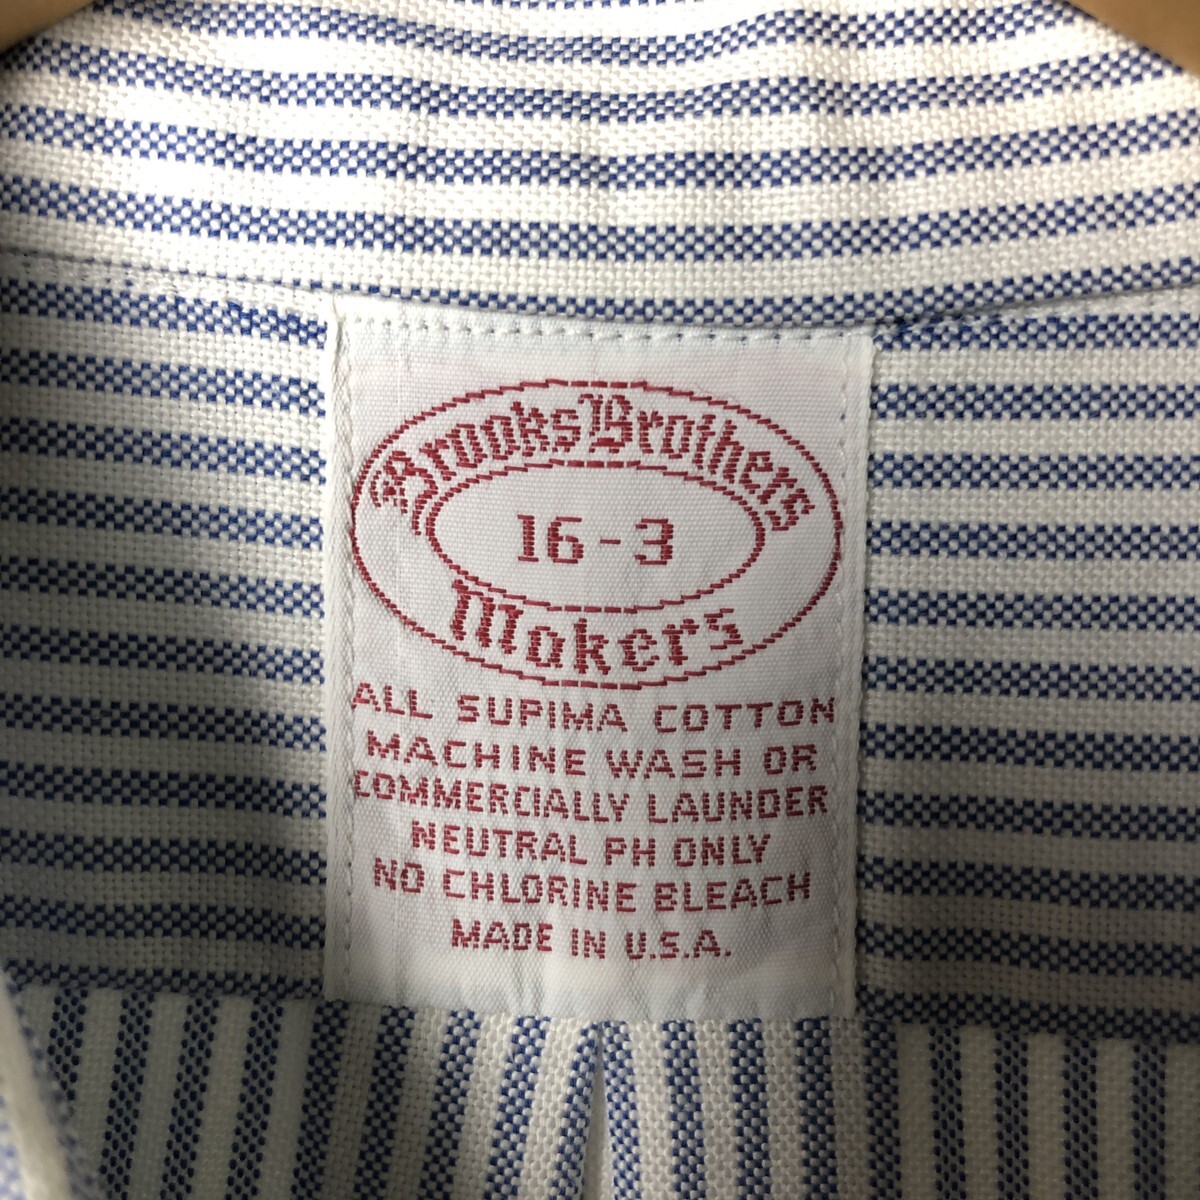 Brooks Brothers
16-3
Makers
ALL SUPIMA COTTON
MACHINE WASH OR
COMMERCIALLY LAUNDER
NEUTRAL PH ONLY
NO CHLORINE BLEACH
MADE IN U.S.A.